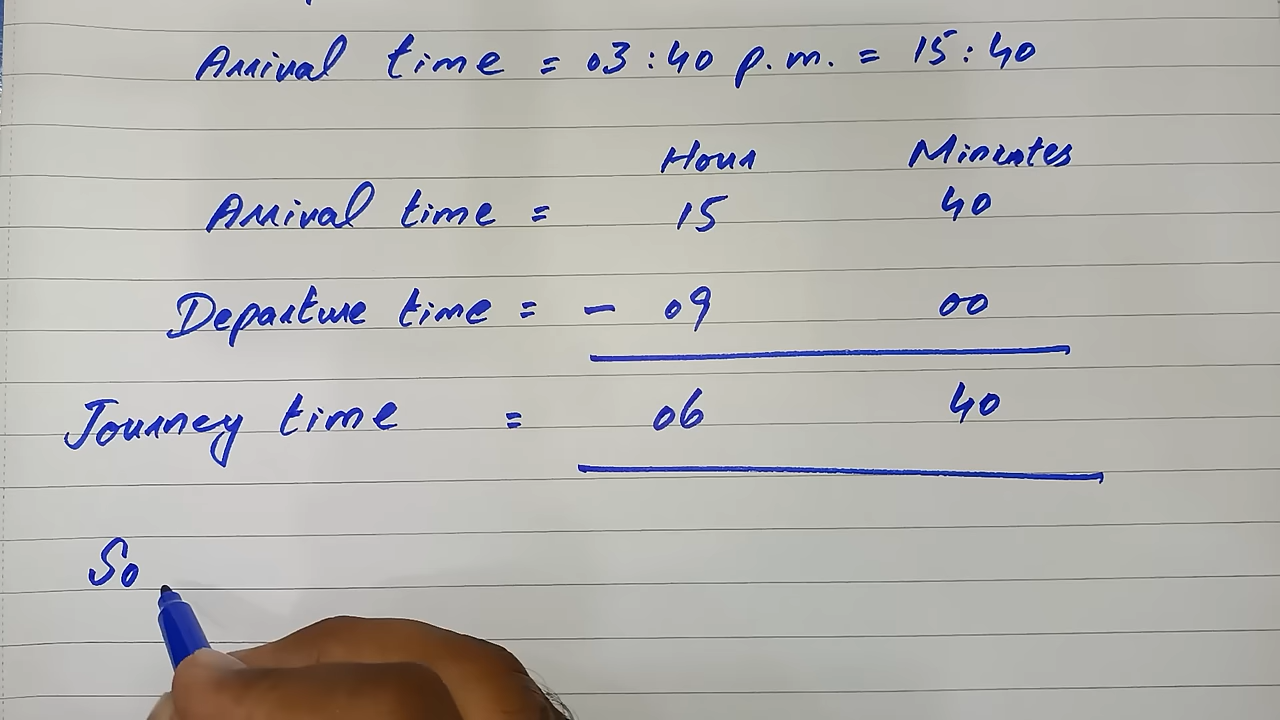 Arrival time = 03:40 p.m. = 15:40
Hour Minutes
Arrival time = 15 40
Departure time = - 09 00
Journey time = 06 40
So